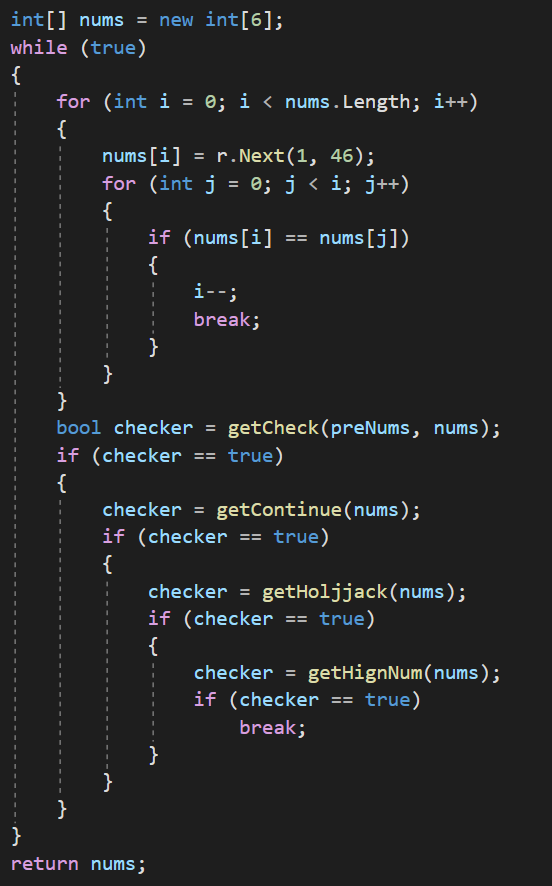 int[] nums = new int[6];
while (true)
{
for (int i = 0; i < nums.Length; i++)
{
nums[i] = r.Next(1, 46);
for (int j = 0; j < i; j++)
{
if (nums[i] == nums[j])
{
i--;
break;
}
}
}
bool checker = getCheck(preNums, nums);
if (checker == true)
{
checker = getContinue(nums);
if (checker == true)
{
checker = getHoljjack(nums);
if (checker == true)
{
checker = getHignNum(nums);
if (checker == true)
break;
}
}
}
}
return nums;